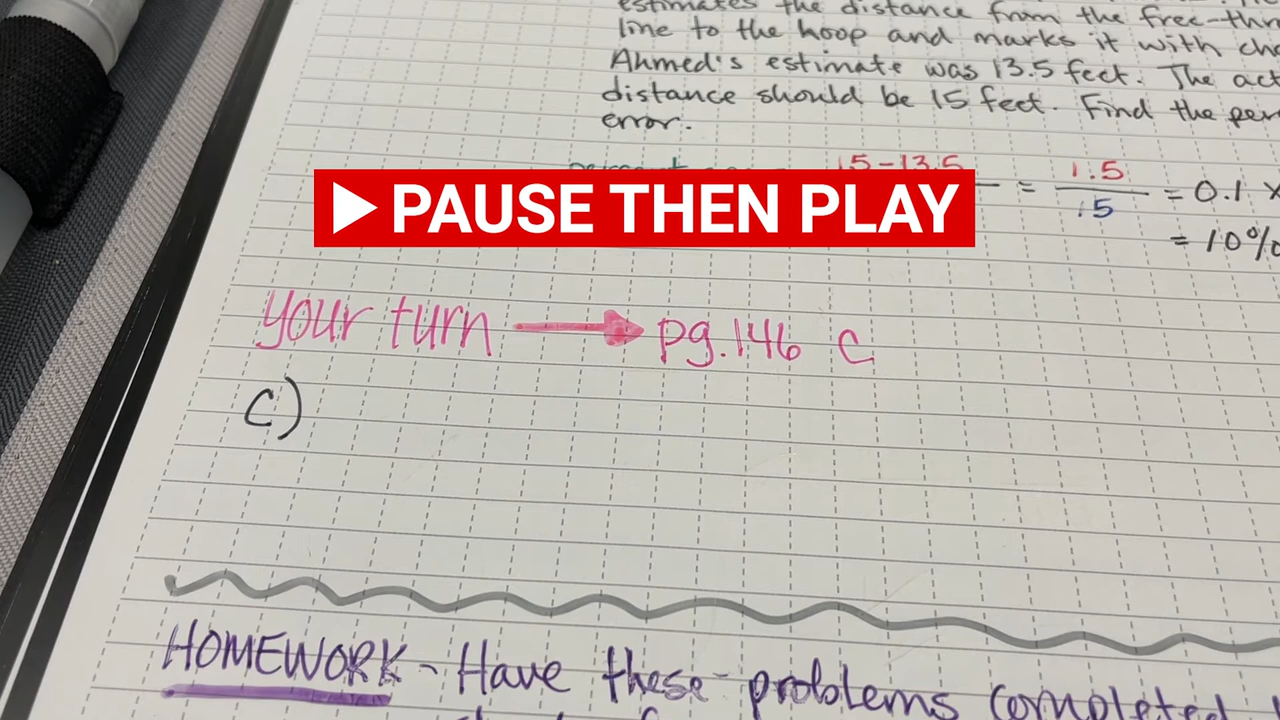 estimates the distance from the free-thr
line to the hoop and marks it with
Ahmed's estimate was 13.5 feet. The act
distance should be 15 feet. Find the per
error.
15-13.5 = 1.5 / 15 = 0.1 x
= 10%
PAUSE THEN PLAY
your turn → pg.146 c
c)
HOMEWORK - Have these problems completed